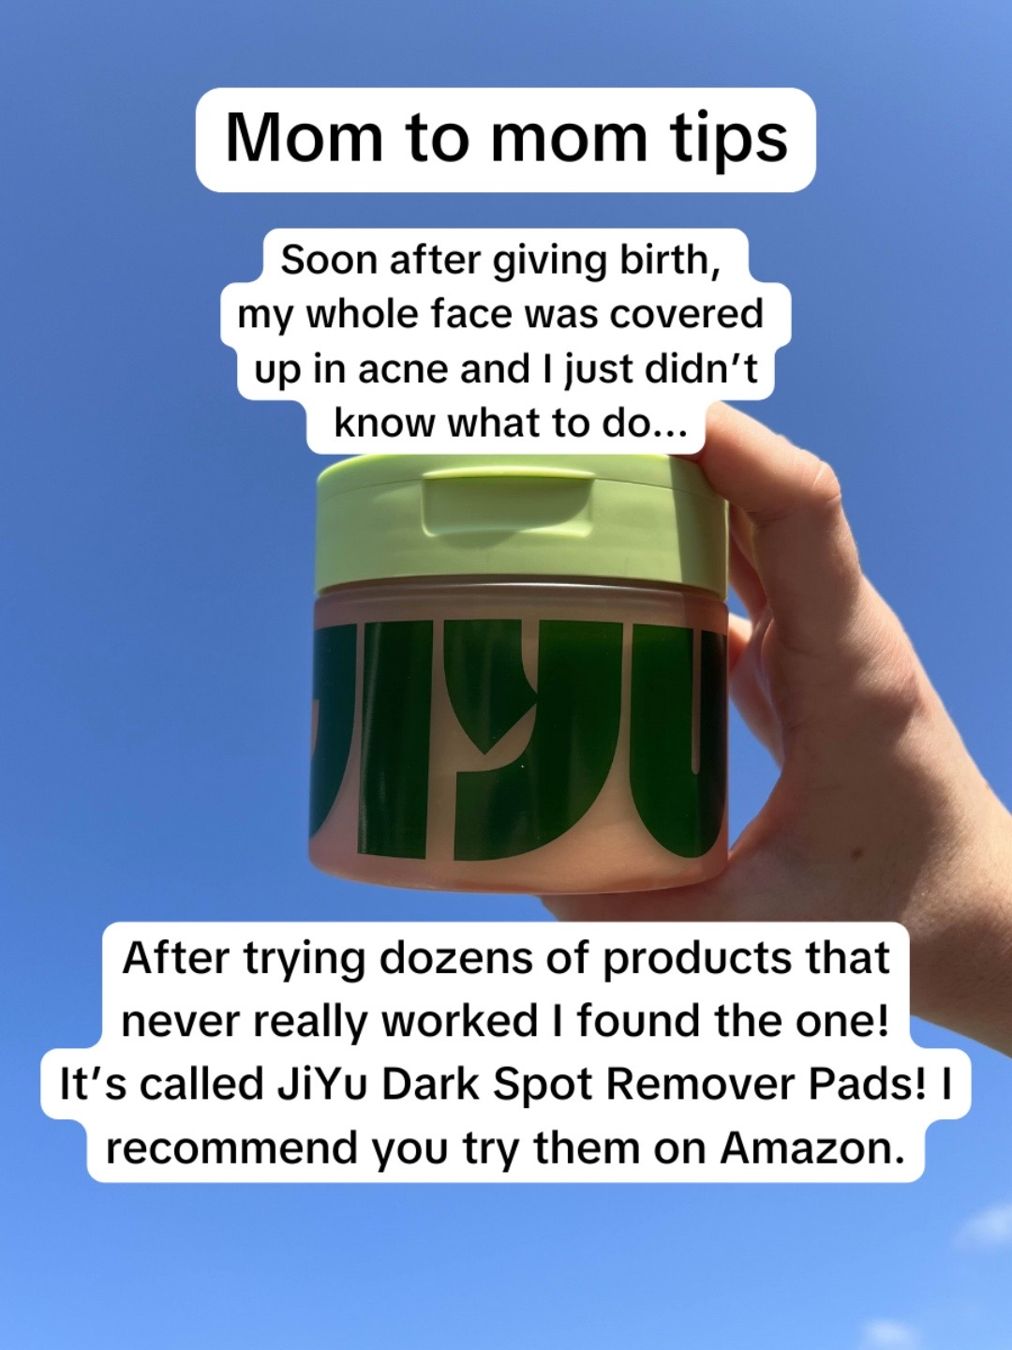 Mom to mom tips
Soon after giving birth,
my whole face was covered
up in acne and I just didn't
know what to do...
JiYU
After trying dozens of products that
never really worked I found the one!
It's called JiYu Dark Spot Remover Pads! I
recommend you try them on Amazon.